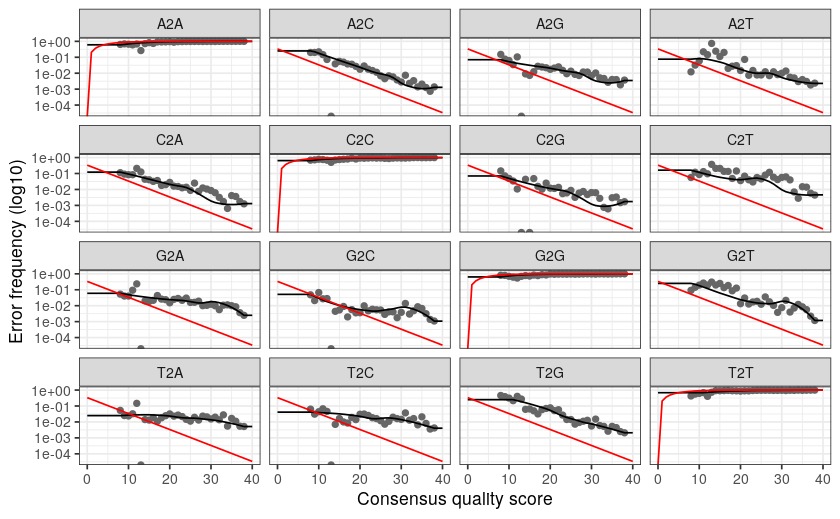 A2A A2C A2G A2T
1e+00
1e-01
1e-02
1e-03
1e-04
C2A C2C C2G C2T
1e+00
1e-01
1e-02
1e-03
1e-04
G2A G2C G2G G2T
1e+00
1e-01
1e-02
1e-03
1e-04
T2A T2C T2G T2T
1e+00
1e-01
1e-02
1e-03
1e-04
0 10 20 30 40 0 10 20 30 40 0 10 20 30 40 0 10 20 30 40
Consensus quality score
Error frequency (log10)